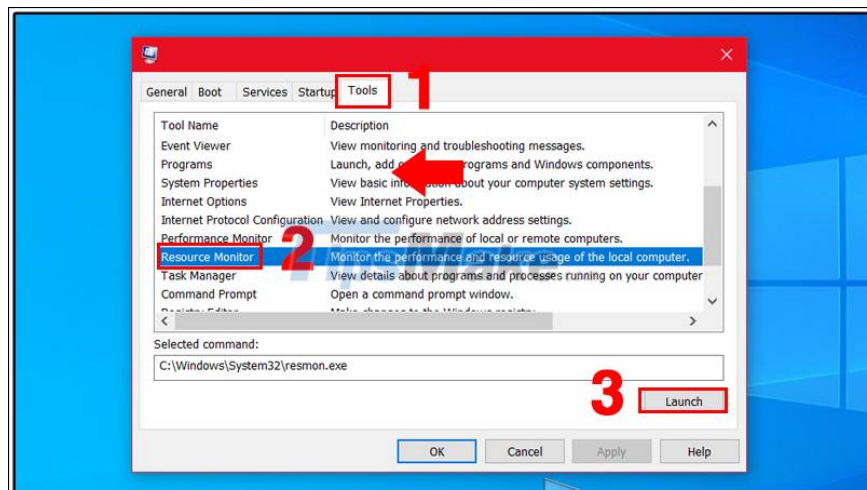 General Boot Services Startup Tools 1
Tool Name Description
Event Viewer View monitoring and troubleshooting messages.
Programs Launch, add programs and Windows components.
System Properties View basic about your computer system settings.
Internet Options View Internet Properties.
Internet Protocol Configuration View and configure network address settings.
Performance Monitor Monitor the performance of local or remote computers.
2
Resource Monitor Monitor the performance and resource usage of the local computer.
TipsMake
Task Manager View details about programs and processes running on your computer
Command Prompt Open a command prompt window.
Selected command:
C:\Windows\System32\resmon.exe
3 Launch
OK Cancel Apply Help